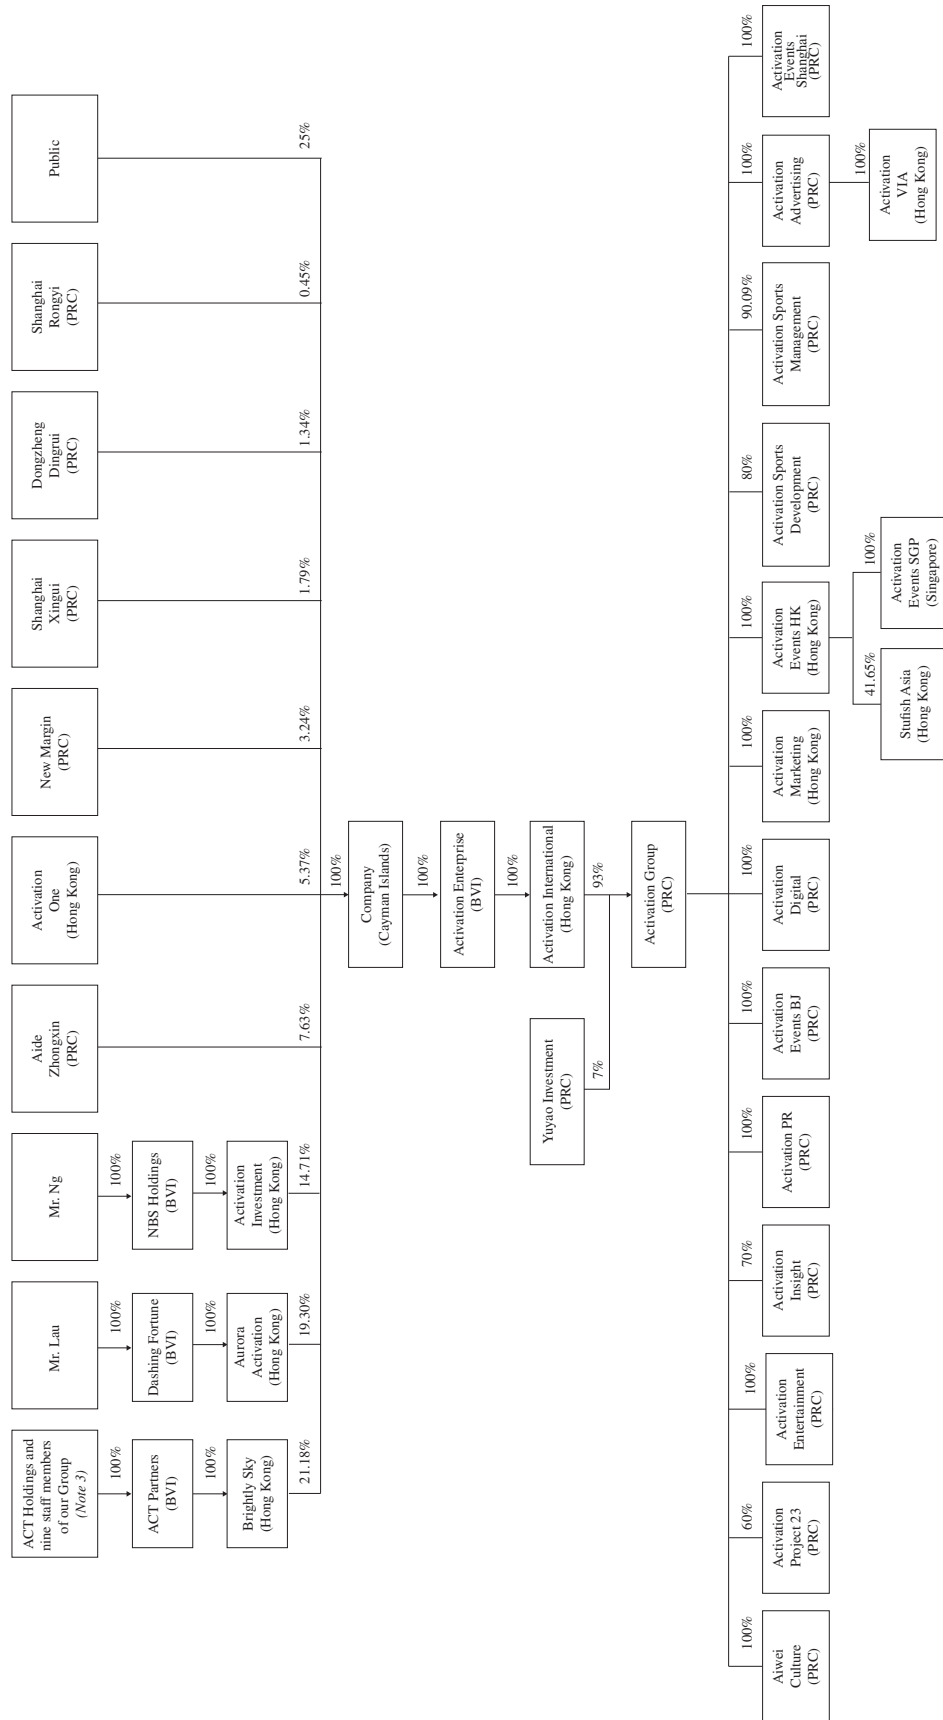 ACT Holdings and
nine staff members
of our Group
(Note 3)
Mr. Lau
Mr. Ng
Aide
Zhongxin
(PRC)
Activation
One
(Hong Kong)
New Margin
(PRC)
Shanghai
Xingui
(PRC)
Dongzheng
Dingrui
(PRC)
Shanghai
Rongyi
(PRC)
Public
100%
100%
100%
ACT Partners
(BVI)
Dashing Fortune
(BVI)
NBS Holdings
(BVI)
100%
100%
100%
Brightly Sky
(Hong Kong)
Aurora
Activation
(Hong Kong)
Activation
Investment
(Hong Kong)
21.18%
19.30%
14.71%
7.63%
5.37%
3.24%
1.79%
1.34%
0.45%
25%
100%
Company
(Cayman Islands)
100%
Activation Enterprise
(BVI)
100%
Yuyao Investment
(PRC)
Activation International
(Hong Kong)
7%
93%
Activation Group
(PRC)
100%
60%
100%
70%
100%
100%
100%
100%
100%
80%
90.09%
100%
100%
Aiwei
Culture
(PRC)
Activation
Project 23
(PRC)
Activation
Entertainment
(PRC)
Activation
Insight
(PRC)
Activation PR
(PRC)
Activation
Events BJ
(PRC)
Activation
Digital
(PRC)
Activation
Marketing
(Hong Kong)
Activation
Events HK
(Hong Kong)
Activation Sports
Development
(PRC)
Activation Sports
Management
(PRC)
Activation
Advertising
(PRC)
Activation
Events
Shanghai
(PRC)
41.65%
100%
100%
Stufish Asia
(Hong Kong)
Activation
Events SGP
(Singapore)
Activation
VIA
(Hong Kong)